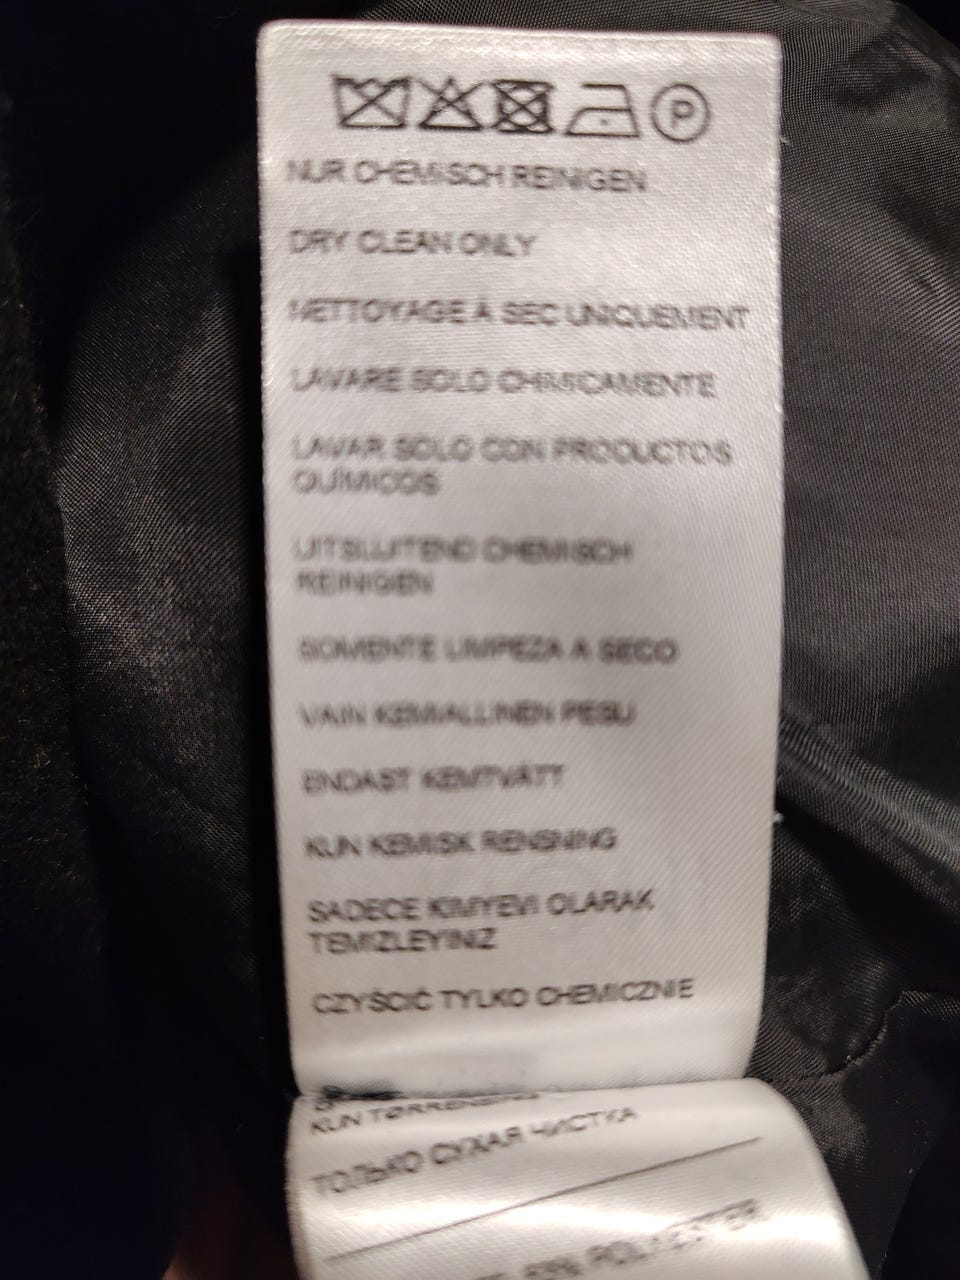 P
NUR CHEMISCH REINIGEN
DRY CLEAN ONLY
NETTOYAGE À SEC UNIQUEMENT
LAVARE SOLO CHIMICAMENTE
LAVAR SOLO CON PRODUCTOS
QUÍMICOS
UITSLUITEND CHEMISCH
REINIGEN
SOMENTE LIMPEZA A SECO
VAIN KEMIALLINEN PESU
ENDAST KEMTVÄTT
KUN KEMISK RENSNING
SADECE KIMYEVI OLARAK
TEMIZLEYINIZ
CZYŚCIĆ TYLKO CHEMICZNIE
KUN TØRRENSING
ТОЛЬКО СУХАЯ ЧИСТКА
POLYESTER